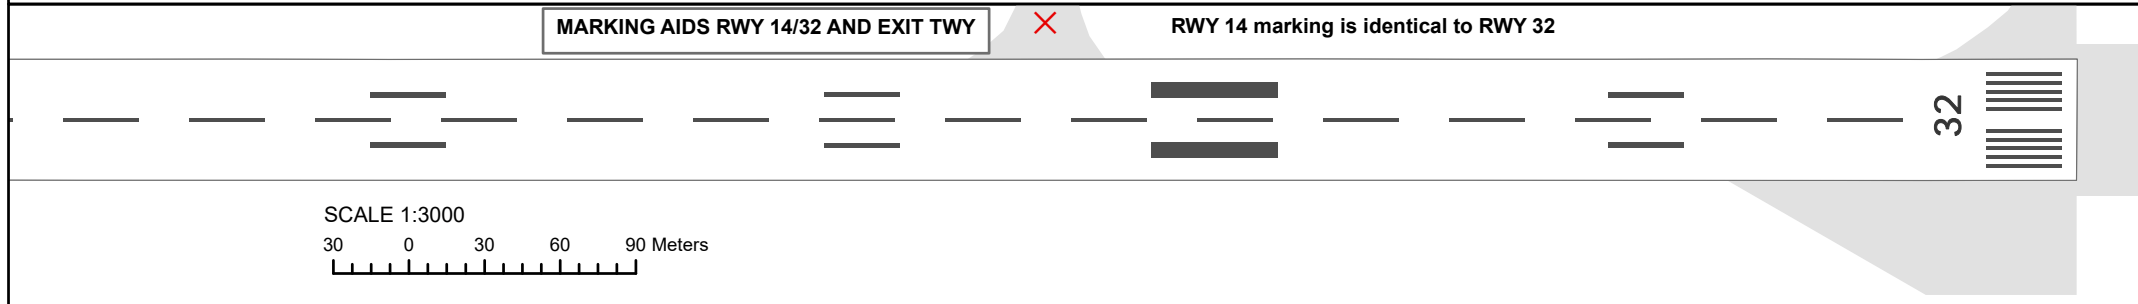 MARKING AIDS RWY 14/32 AND EXIT TWY
RWY 14 marking is identical to RWY 32
32
SCALE 1:3000
30 0 30 60 90 Meters